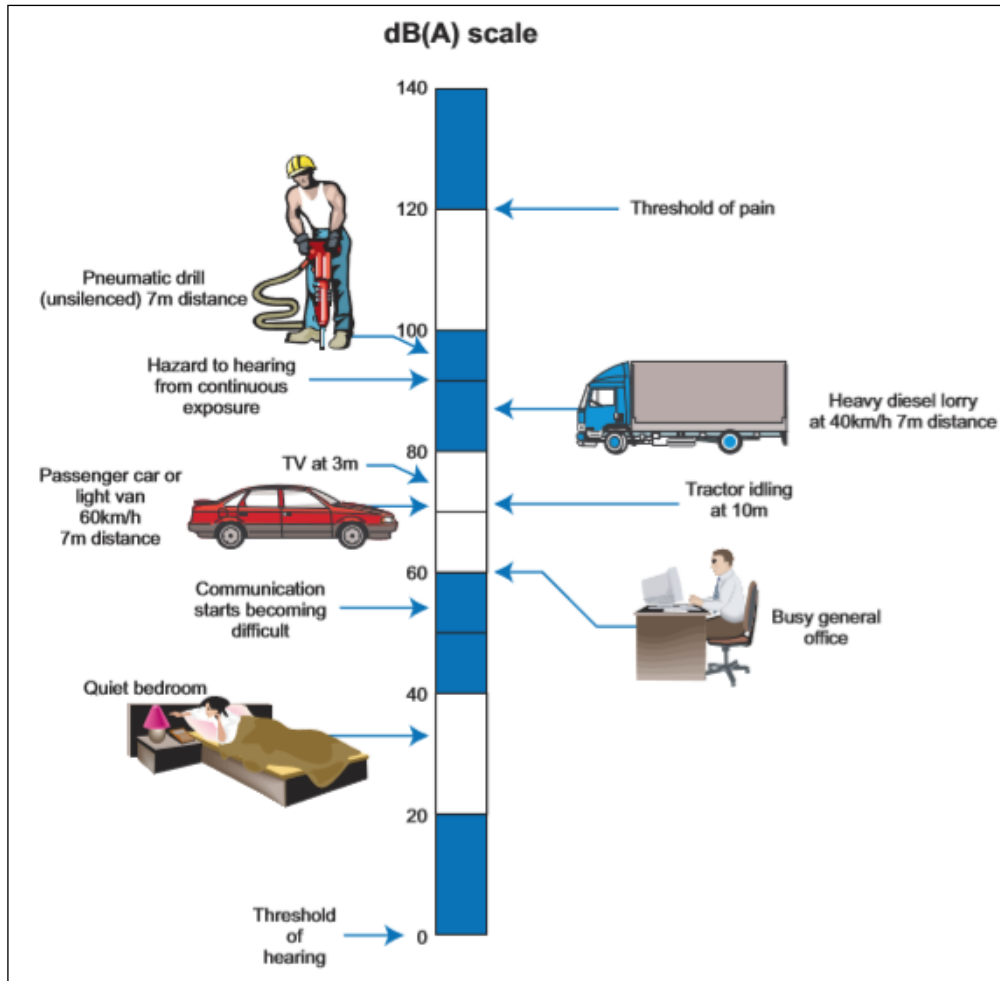 dB(A) scale
140
Threshold of pain
120
Pneumatic drill
(unsilenced) 7m distance
100
Hazard to hearing
from continuous
exposure
Heavy diesel lorry
at 40km/h 7m distance
80
TV at 3m
Passenger car or
light van
60km/h
7m distance
Tractor idling
at 10m
60
Communication
starts becoming
difficult
Busy general
office
40
Quiet bedroom
20
Threshold
of
hearing
0